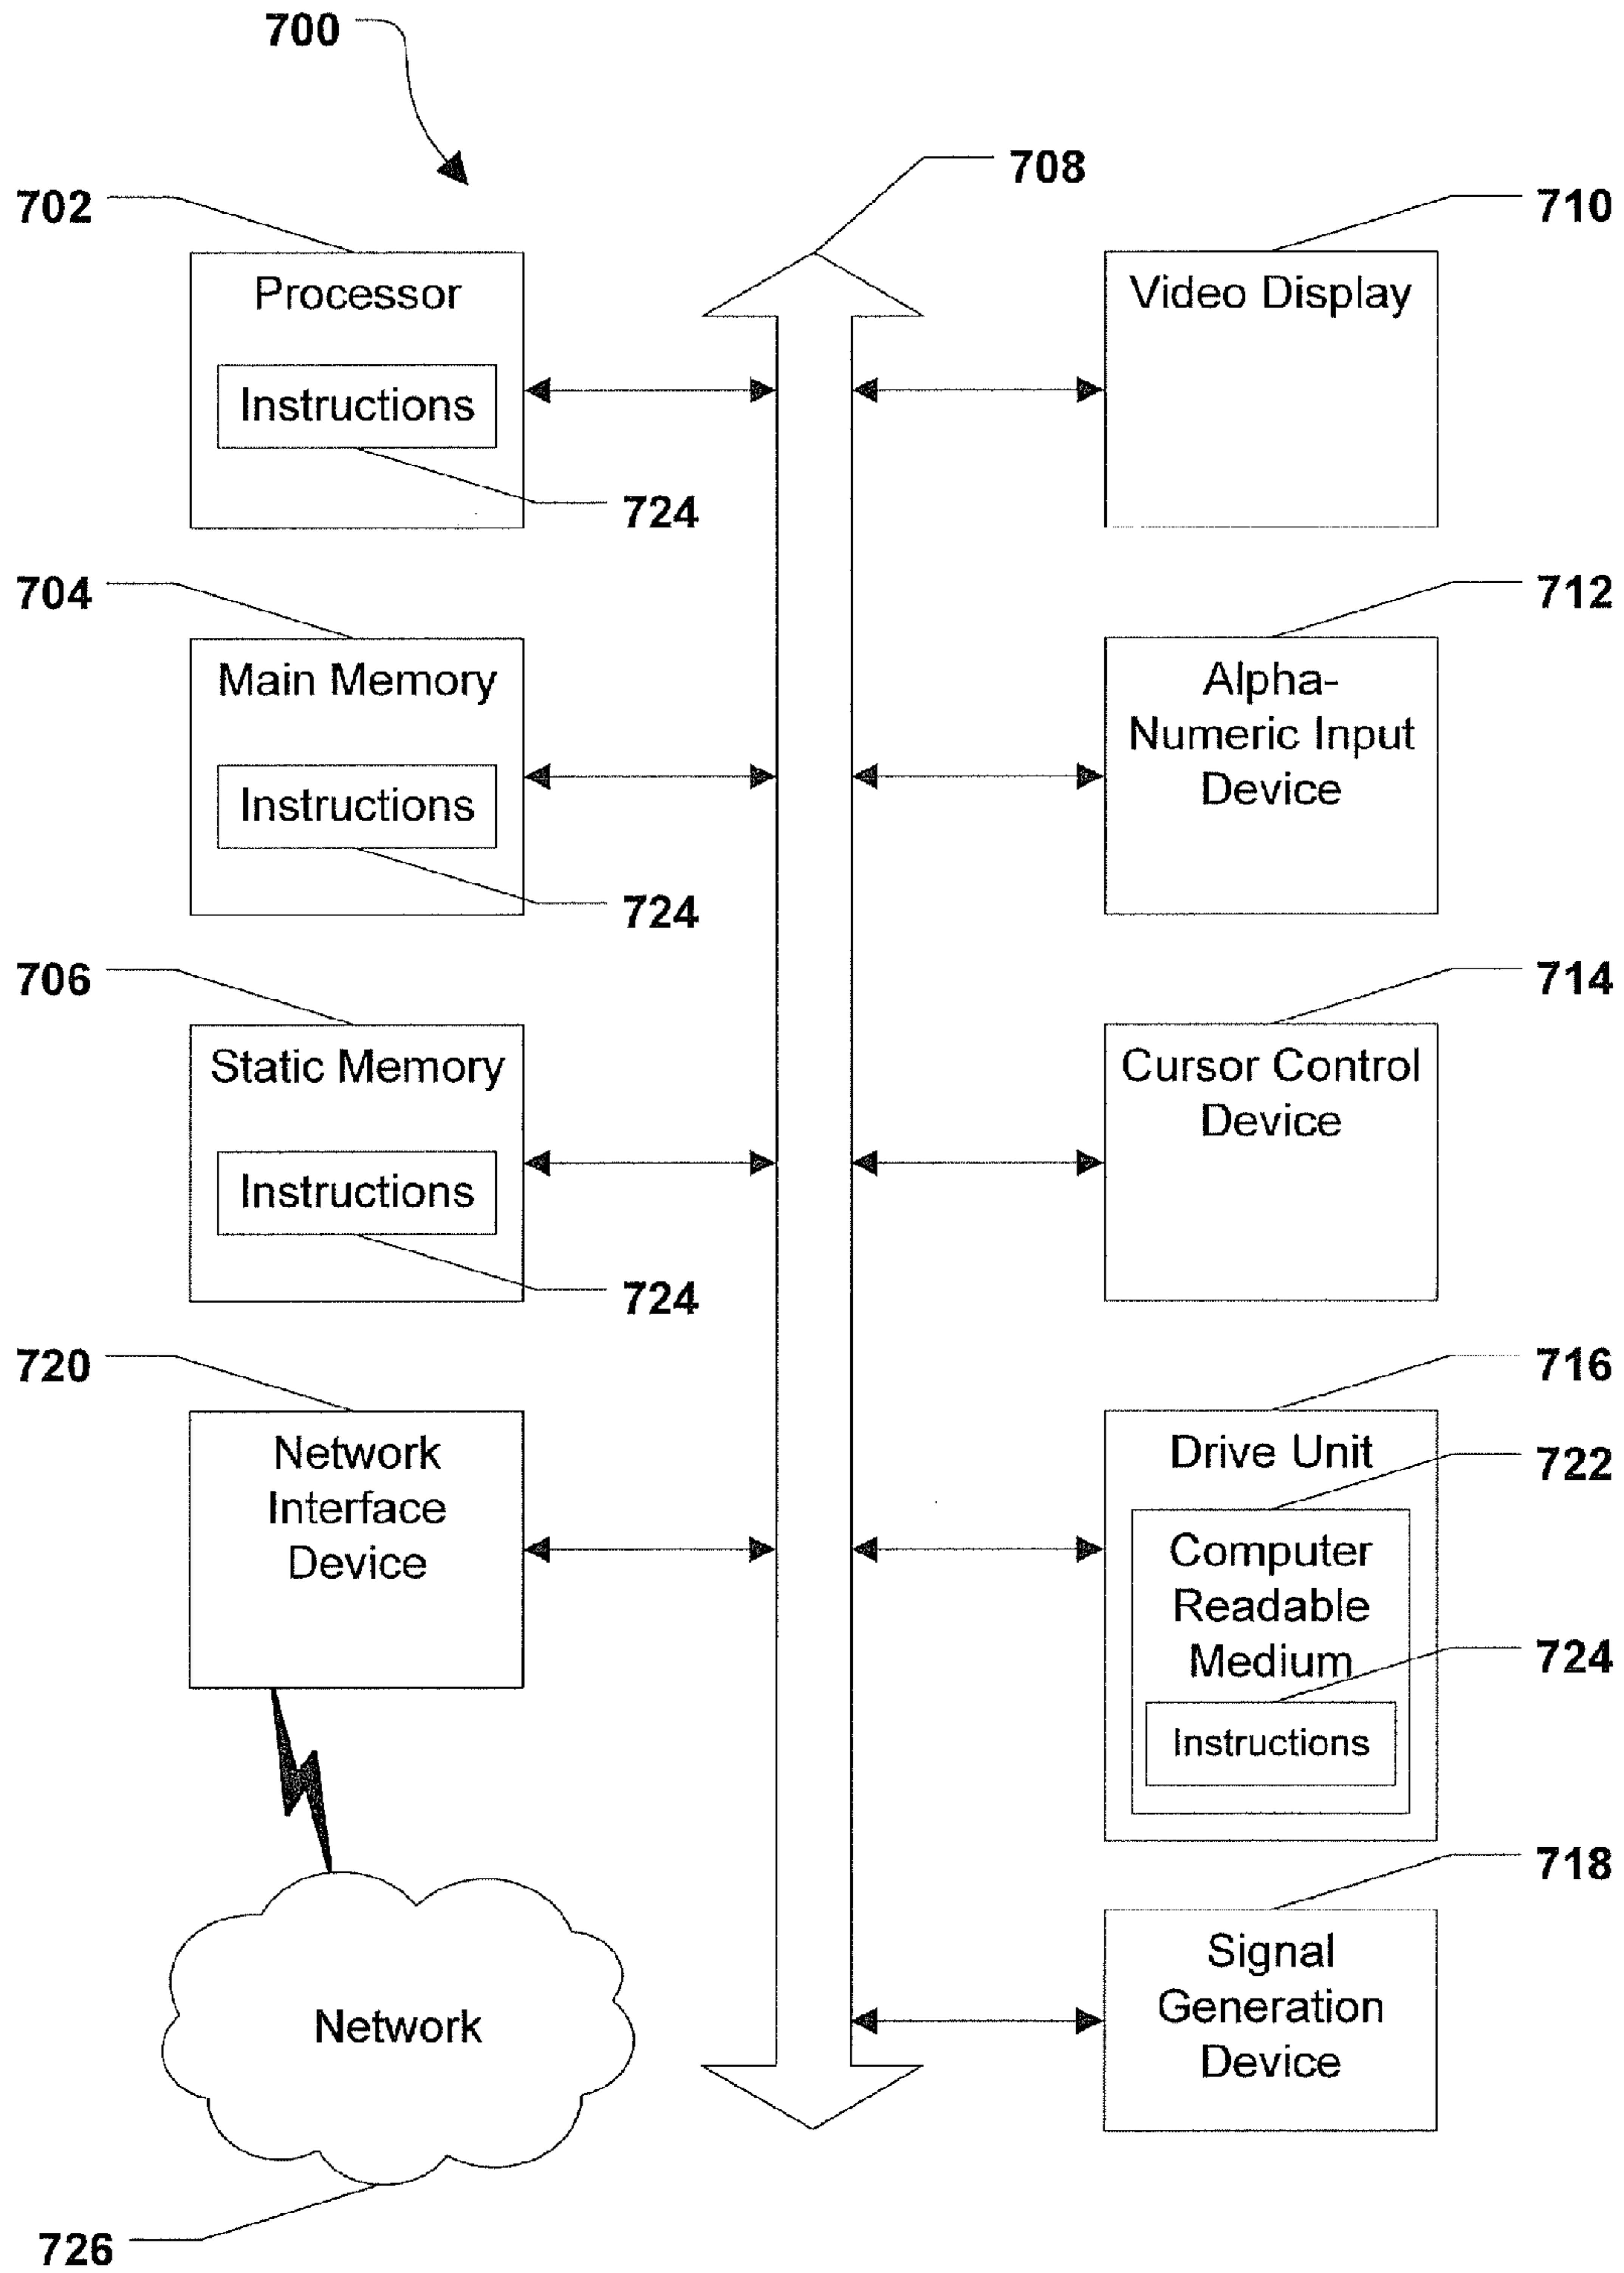 700
708
702
710
Processor
Video Display
Instructions
724
704
712
Main Memory
Alpha-
Numeric Input
Device
Instructions
724
706
714
Static Memory
Cursor Control
Device
Instructions
724
720
716
Network
Interface
Device
Drive Unit
722
Computer
Readable
Medium
724
Instructions
718
Network
Signal
Generation
Device
726